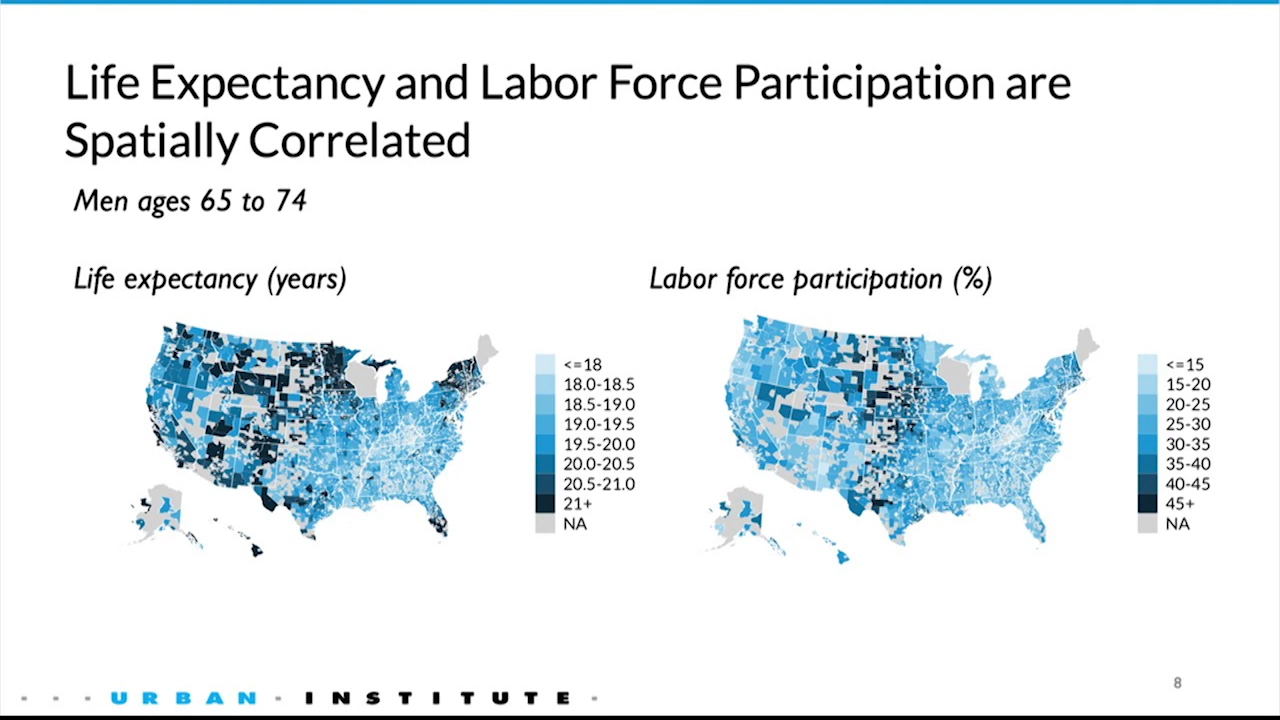 Life Expectancy and Labor Force Participation are
Spatially Correlated
Men ages 65 to 74
Life expectancy (years)
<=18
18.0-18.5
18.5-19.0
19.0-19.5
19.5-20.0
20.0-20.5
20.5-21.0
21+
NA
Labor force participation (%)
<=15
15-20
20-25
25-30
30-35
35-40
40-45
45+
NA
- - - URBAN - INSTITUTE -
8